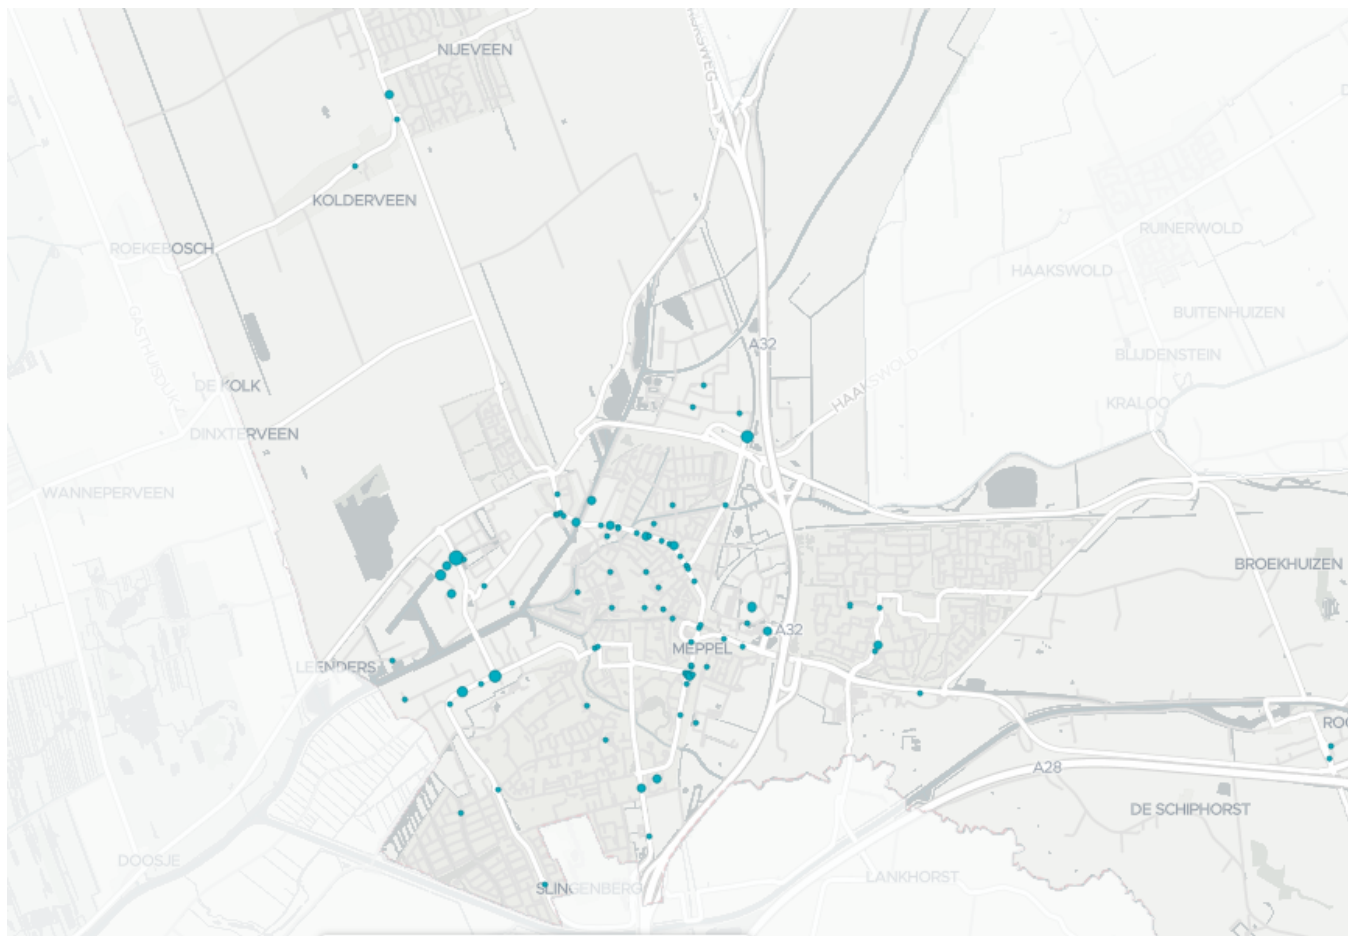 NIJEVEEN
KOLDERVEEN
ROEKEBOSCH
RUINERWOLD
HAAKSWOLD
GASTHUISDIJK
BUITENHUIZEN
A32
BLIJDENSTEIN
DE KOLK
HAAKSWOLD
KRALOO
DINXTERVEEN
WANNEPERVEEN
BROEKHUIZEN
A32
MEPPEL
LEENDERS
A28
DE SCHIPHORST
DOOSJE
LANKHORST
SLINGENBERG